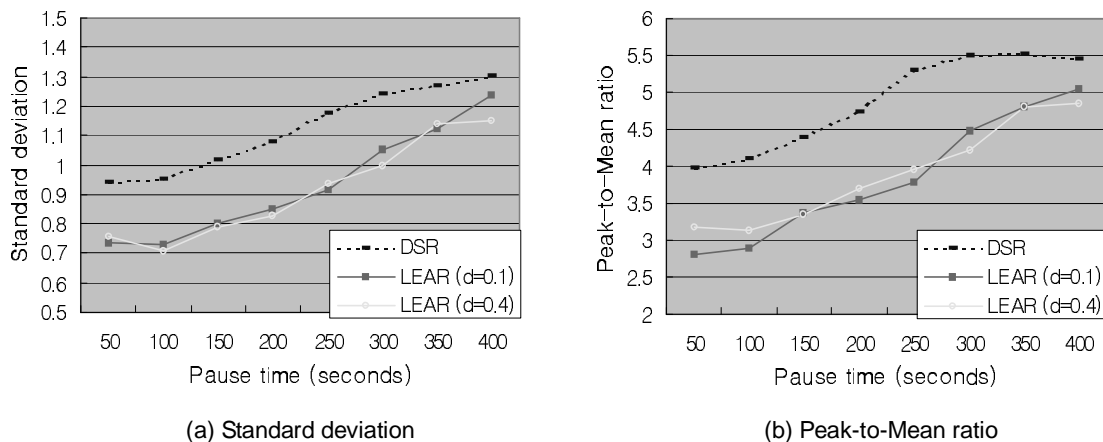 1.5
1.4
1.3
1.2
1.1
1
0.9
0.8
0.7
0.6
0.5
Standard deviation
50 100 150 200 250 300 350 400
Pause time (seconds)
DSR
LEAR (d=0.1)
LEAR (d=0.4)
(a) Standard deviation
6
5.5
5
4.5
4
3.5
3
2.5
2
Peak-to-Mean ratio
50 100 150 200 250 300 350 400
Pause time (seconds)
DSR
LEAR (d=0.1)
LEAR (d=0.4)
(b) Peak-to-Mean ratio